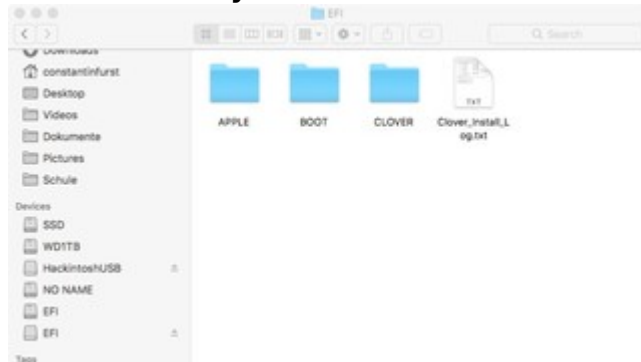 EFI
Search
Downloads
constantinfurst
Desktop
Videos
Dokumente
Pictures
Schule
Devices
SSD
WD1TB
HackintoshUSB
NO NAME
EFI
EFI
Tags
APPLE
BOOT
CLOVER
TXT
Clover_Install_L
og.txt